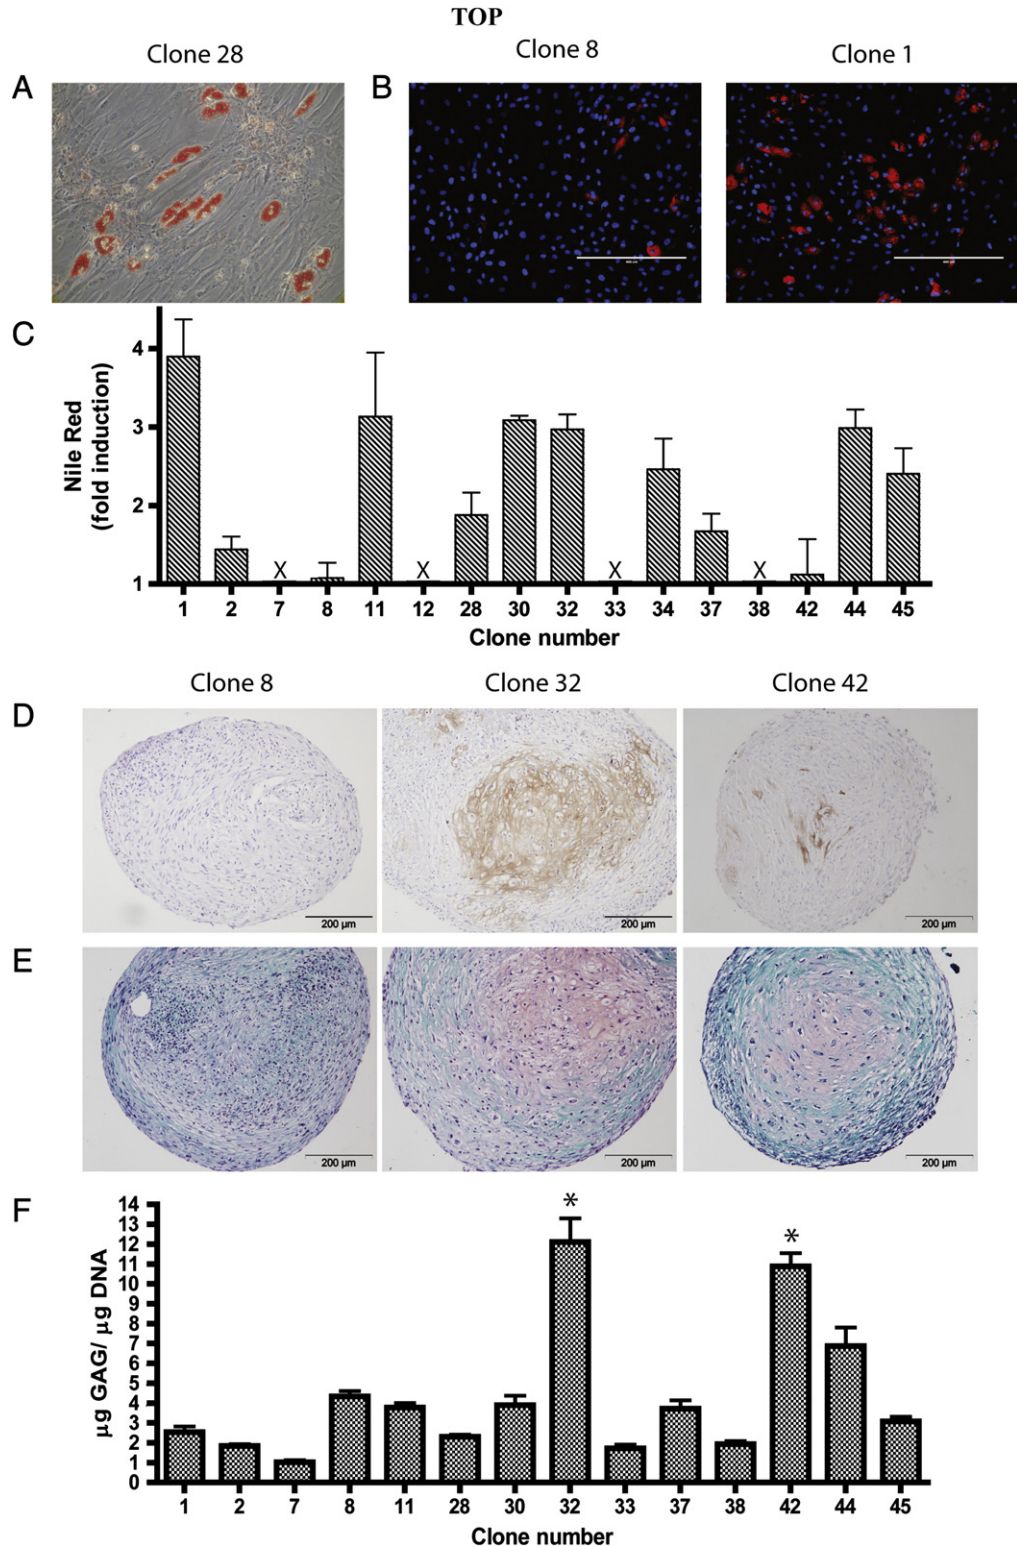 TOP
Clone 28
Clone 8
Clone 1
A
B
C
Nile Red
(fold induction)
4
3
2
1
X
X
X
X
1 2 7 8 11 12 28 30 32 33 34 37 38 42 44 45
Clone number
Clone 8
Clone 32
Clone 42
D
200 µm
200 µm
200 µm
E
200 µm
200 µm
200 µm
F
µg GAG/ µg DNA
14
13
12
11
10
9
8
7
6
5
4
3
2
1
0
*
*
1 2 7 8 11 28 30 32 33 37 38 42 44 45
Clone number